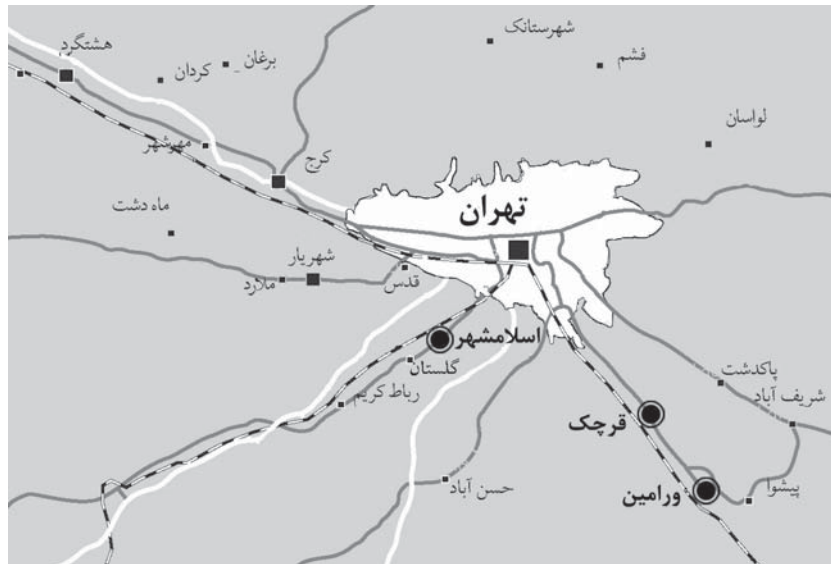 شهرستانک
هشتگرد
برغان
فشم
کردان
لواسان
مهرشهر
کرج
تهران
ماه دشت
شهریار
قدس
ملارد
اسلامشهر
گلستان
پاکدشت
رباط کریم
شریف آباد
قرچک
حسن آباد
پیشوا
ورامین